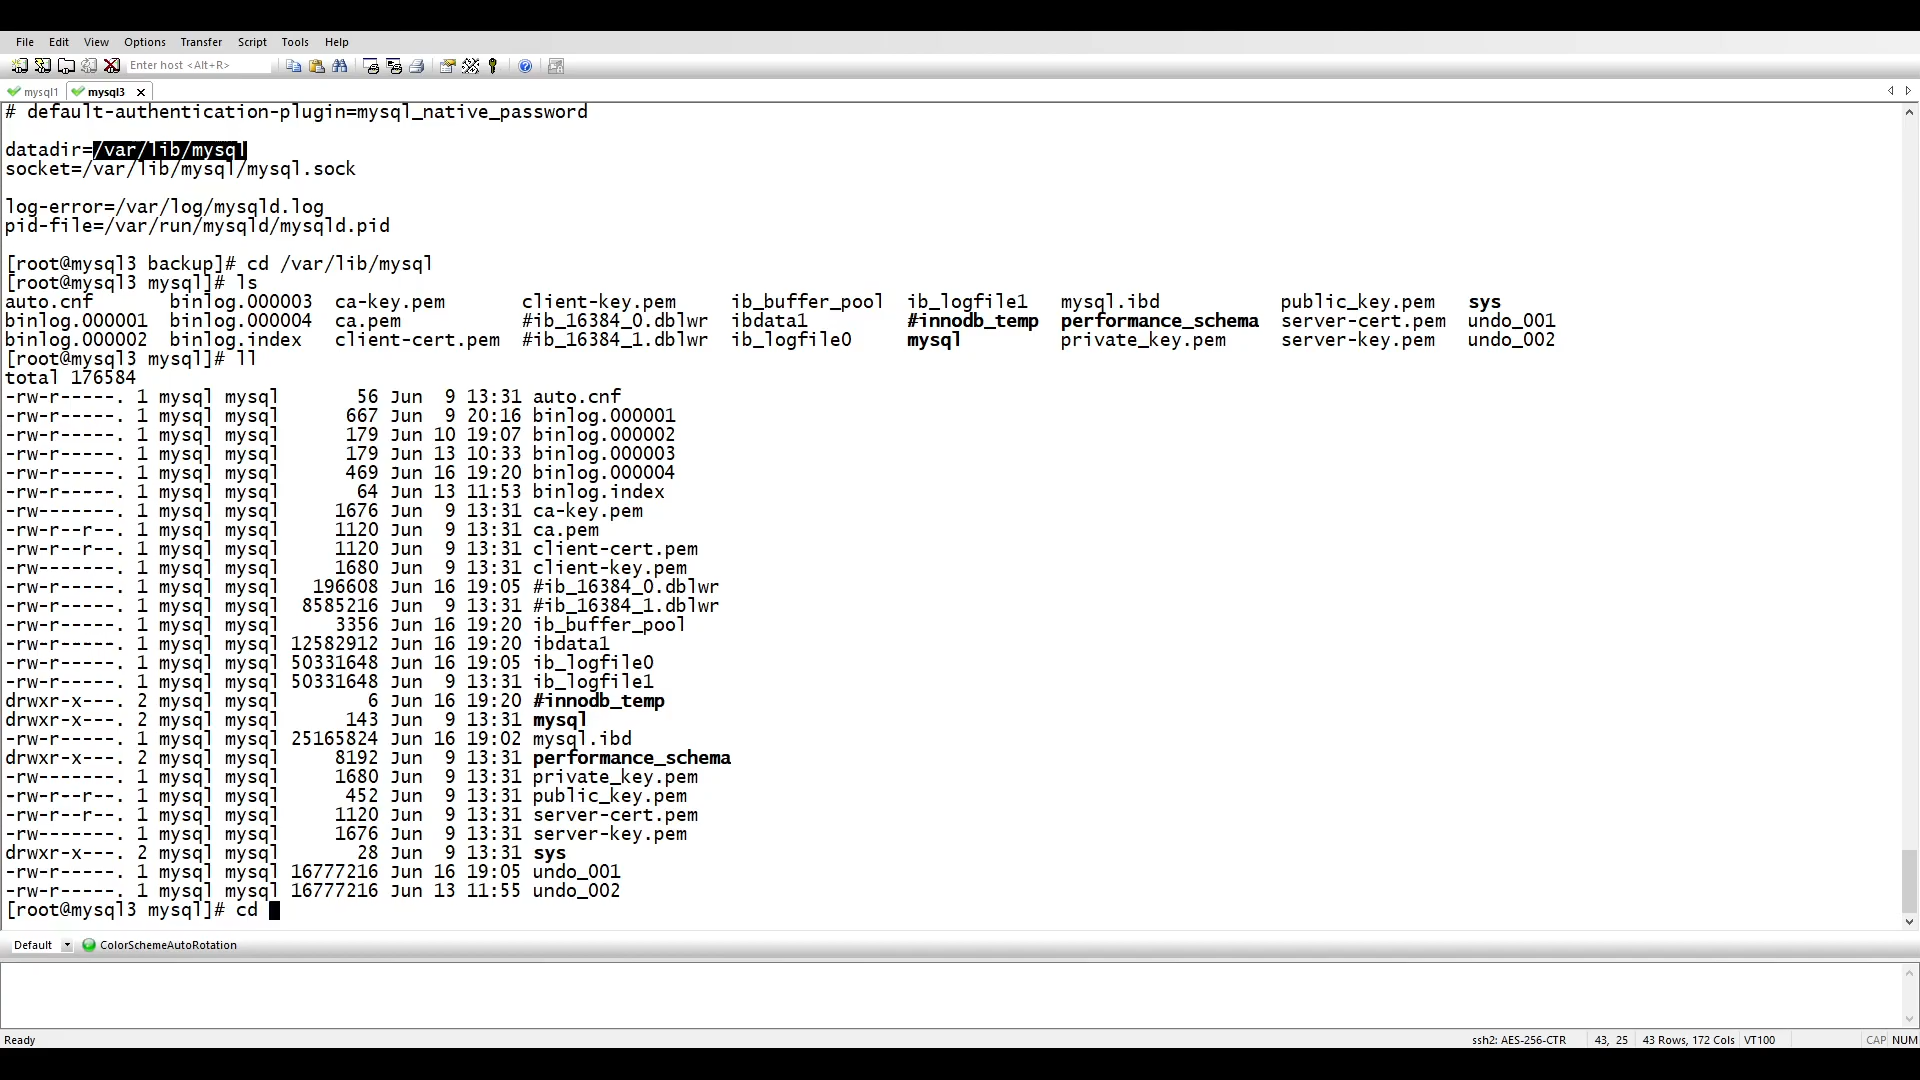 File Edit View Options Transfer Script Tools Help
Enter host <Alt+R>
mysql1 mysql3
# default-authentication-plugin=mysql_native_password
datadir=/var/lib/mysql
socket=/var/lib/mysql/mysql.sock
log-error=/var/log/mysqld.log
pid-file=/var/run/mysqld/mysqld.pid
[root@mysql3 backup]# cd /var/lib/mysql
[root@mysql3 mysql]# ls
auto.cnf binlog.000003 ca-key.pem client-key.pem ib_buffer_pool ib_logfile1 mysql.ibd public_key.pem sys
binlog.000001 binlog.000004 ca.pem #ib_16384_0.dblwr ibdata1 #innodb_temp performance_schema server-cert.pem undo_001
binlog.000002 binlog.index client-cert.pem #ib_16384_1.dblwr ib_logfile0 mysql private_key.pem server-key.pem undo_002
[root@mysql3 mysql]# ll
total 176584
-rw-r-----. 1 mysql mysql 56 Jun 9 13:31 auto.cnf
-rw-r-----. 1 mysql mysql 667 Jun 9 20:16 binlog.000001
-rw-r-----. 1 mysql mysql 179 Jun 10 19:07 binlog.000002
-rw-r-----. 1 mysql mysql 179 Jun 13 10:33 binlog.000003
-rw-r-----. 1 mysql mysql 469 Jun 16 19:20 binlog.000004
-rw-r-----. 1 mysql mysql 64 Jun 13 11:53 binlog.index
-rw-------. 1 mysql mysql 1676 Jun 9 13:31 ca-key.pem
-rw-r--r--. 1 mysql mysql 1120 Jun 9 13:31 ca.pem
-rw-r--r--. 1 mysql mysql 1120 Jun 9 13:31 client-cert.pem
-rw-------. 1 mysql mysql 1680 Jun 9 13:31 client-key.pem
-rw-r-----. 1 mysql mysql 196608 Jun 16 19:05 #ib_16384_0.dblwr
-rw-r-----. 1 mysql mysql 8585216 Jun 9 13:31 #ib_16384_1.dblwr
-rw-r-----. 1 mysql mysql 3356 Jun 16 19:20 ib_buffer_pool
-rw-r-----. 1 mysql mysql 12582912 Jun 16 19:20 ibdata1
-rw-r-----. 1 mysql mysql 50331648 Jun 16 19:05 ib_logfile0
-rw-r-----. 1 mysql mysql 50331648 Jun 9 13:31 ib_logfile1
drwxr-x---. 2 mysql mysql 6 Jun 16 19:20 #innodb_temp
drwxr-x---. 2 mysql mysql 143 Jun 9 13:31 mysql
-rw-r-----. 1 mysql mysql 25165824 Jun 16 19:02 mysql.ibd
drwxr-x---. 2 mysql mysql 8192 Jun 9 13:31 performance_schema
-rw-------. 1 mysql mysql 1680 Jun 9 13:31 private_key.pem
-rw-r--r--. 1 mysql mysql 452 Jun 9 13:31 public_key.pem
-rw-r--r--. 1 mysql mysql 1120 Jun 9 13:31 server-cert.pem
-rw-------. 1 mysql mysql 1676 Jun 9 13:31 server-key.pem
drwxr-x---. 2 mysql mysql 28 Jun 9 13:31 sys
-rw-r-----. 1 mysql mysql 16777216 Jun 16 19:05 undo_001
-rw-r-----. 1 mysql mysql 16777216 Jun 13 11:55 undo_002
[root@mysql3 mysql]# cd
Default ColorSchemeAutoRotation
Ready ssh2: AES-256-CTR 43, 25 43 Rows, 172 Cols VT100 CAP NUM